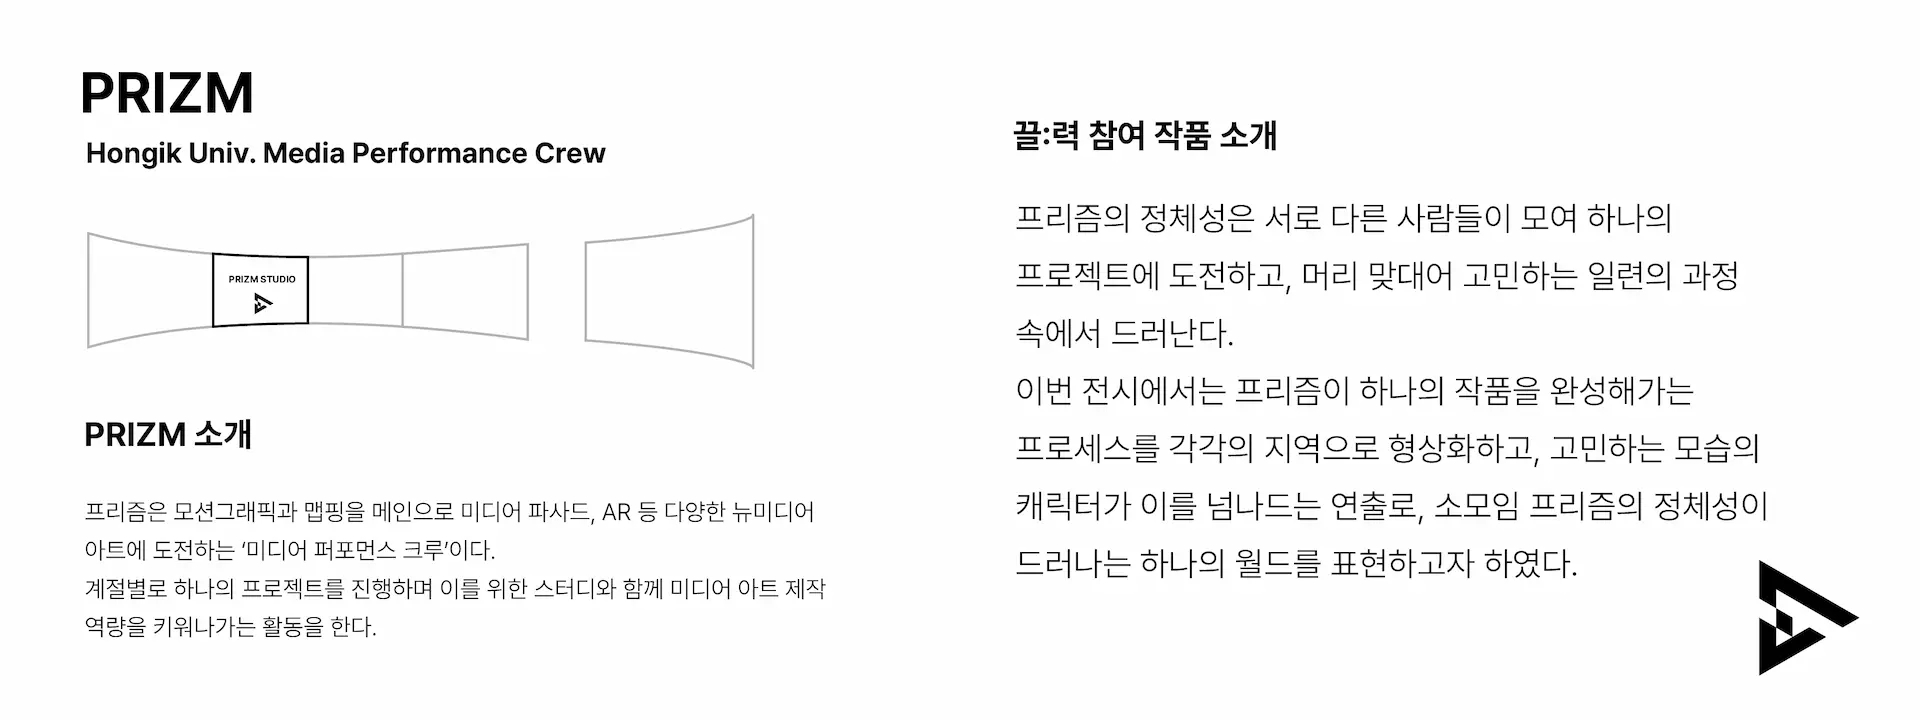 PRIZM
Hongik Univ. Media Performance Crew
PRIZM STUDIO
PRIZM 소개
프리즘은 모션그래픽과 맵핑을 메인으로 미디어 파사드, AR 등 다양한 뉴미디어
아트에 도전하는 ‘미디어 퍼포먼스 크루’이다.
계절별로 하나의 프로젝트를 진행하며 이를 위한 스터디와 함께 미디어 아트 제작
역량을 키워나가는 활동을 한다.
끌:력 참여 작품 소개
프리즘의 정체성은 서로 다른 사람들이 모여 하나의
프로젝트에 도전하고, 머리 맞대어 고민하는 일련의 과정
속에서 드러난다.
이번 전시에서는 프리즘이 하나의 작품을 완성해가는
프로세스를 각각의 지역으로 형상화하고, 고민하는 모습의
캐릭터가 이를 넘나드는 연출로, 소모임 프리즘의 정체성이
드러나는 하나의 월드를 표현하고자 하였다.